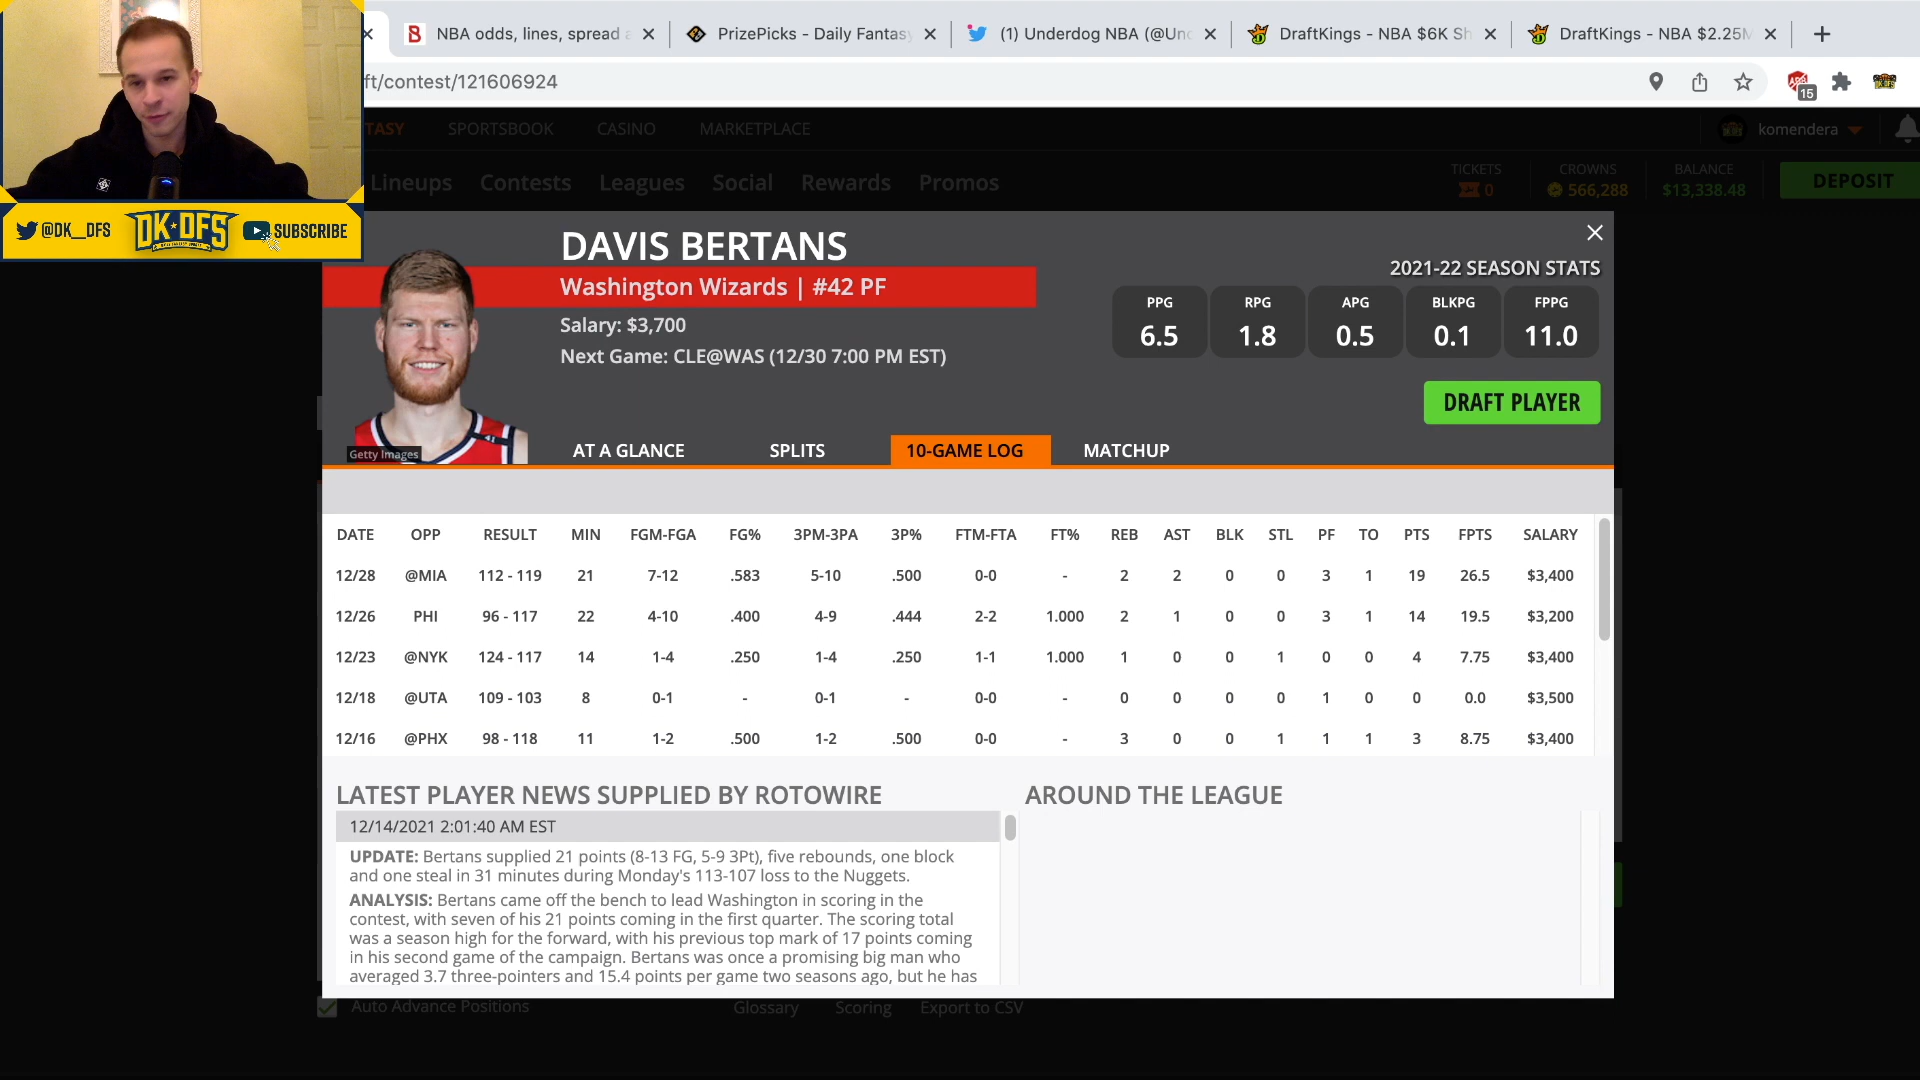 NBA odds, lines, spread a
PrizePicks - Daily Fantasy
(1) Underdog NBA (@Und
DraftKings - NBA $6K Sh
DraftKings - NBA $2.25M
ft/contest/121606924
15
TASY
SPORTSBOOK
CASINO
MARKETPLACE
komendera
Lineups
Contests
Leagues
Social
Rewards
Promos
TICKETS
0
CROWNS
566,288
BALANCE
$13,338.48
DEPOSIT
@DK__DFS
DK DFS
SUBSCRIBE
DAVIS BERTANS
Washington Wizards | #42 PF
Salary: $3,700
Next Game: CLE@WAS (12/30 7:00 PM EST)
2021-22 SEASON STATS
PPG RPG APG BLKPG FPPG
6.5 1.8 0.5 0.1 11.0
DRAFT PLAYER
Getty Images
AT A GLANCE
SPLITS
10-GAME LOG
MATCHUP
DATE OPP RESULT MIN FGM-FGA FG% 3PM-3PA 3P% FTM-FTA FT% REB AST BLK STL PF TO PTS FPTS SALARY
12/28 @MIA 112 - 119 21 7-12 .583 5-10 .500 0-0 - 2 2 0 0 3 1 19 26.5 $3,400
12/26 PHI 96 - 117 22 4-10 .400 4-9 .444 2-2 1.000 2 1 0 0 3 1 14 19.5 $3,200
12/23 @NYK 124 - 117 14 1-4 .250 1-4 .250 1-1 1.000 1 0 0 1 0 0 4 7.75 $3,400
12/18 @UTA 109 - 103 8 0-1 - 0-1 - 0-0 - 0 0 0 0 1 0 0 0.0 $3,500
12/16 @PHX 98 - 118 11 1-2 .500 1-2 .500 0-0 - 3 0 0 1 1 1 3 8.75 $3,400
LATEST PLAYER NEWS SUPPLIED BY ROTOWIRE
12/14/2021 2:01:40 AM EST
UPDATE: Bertans supplied 21 points (8-13 FG, 5-9 3Pt), five rebounds, one block
and one steal in 31 minutes during Monday's 113-107 loss to the Nuggets.
ANALYSIS: Bertans came off the bench to lead Washington in scoring in the
contest, with seven of his 21 points coming in the first quarter. The scoring total
was a season high for the forward, with his previous top mark of 17 points coming
in his second game of the campaign. Bertans was once a promising big man who
averaged 3.7 three-pointers and 15.4 points per game two seasons ago, but he has
AROUND THE LEAGUE
Auto Advance Positions
Glossary
Scoring
Export to CSV